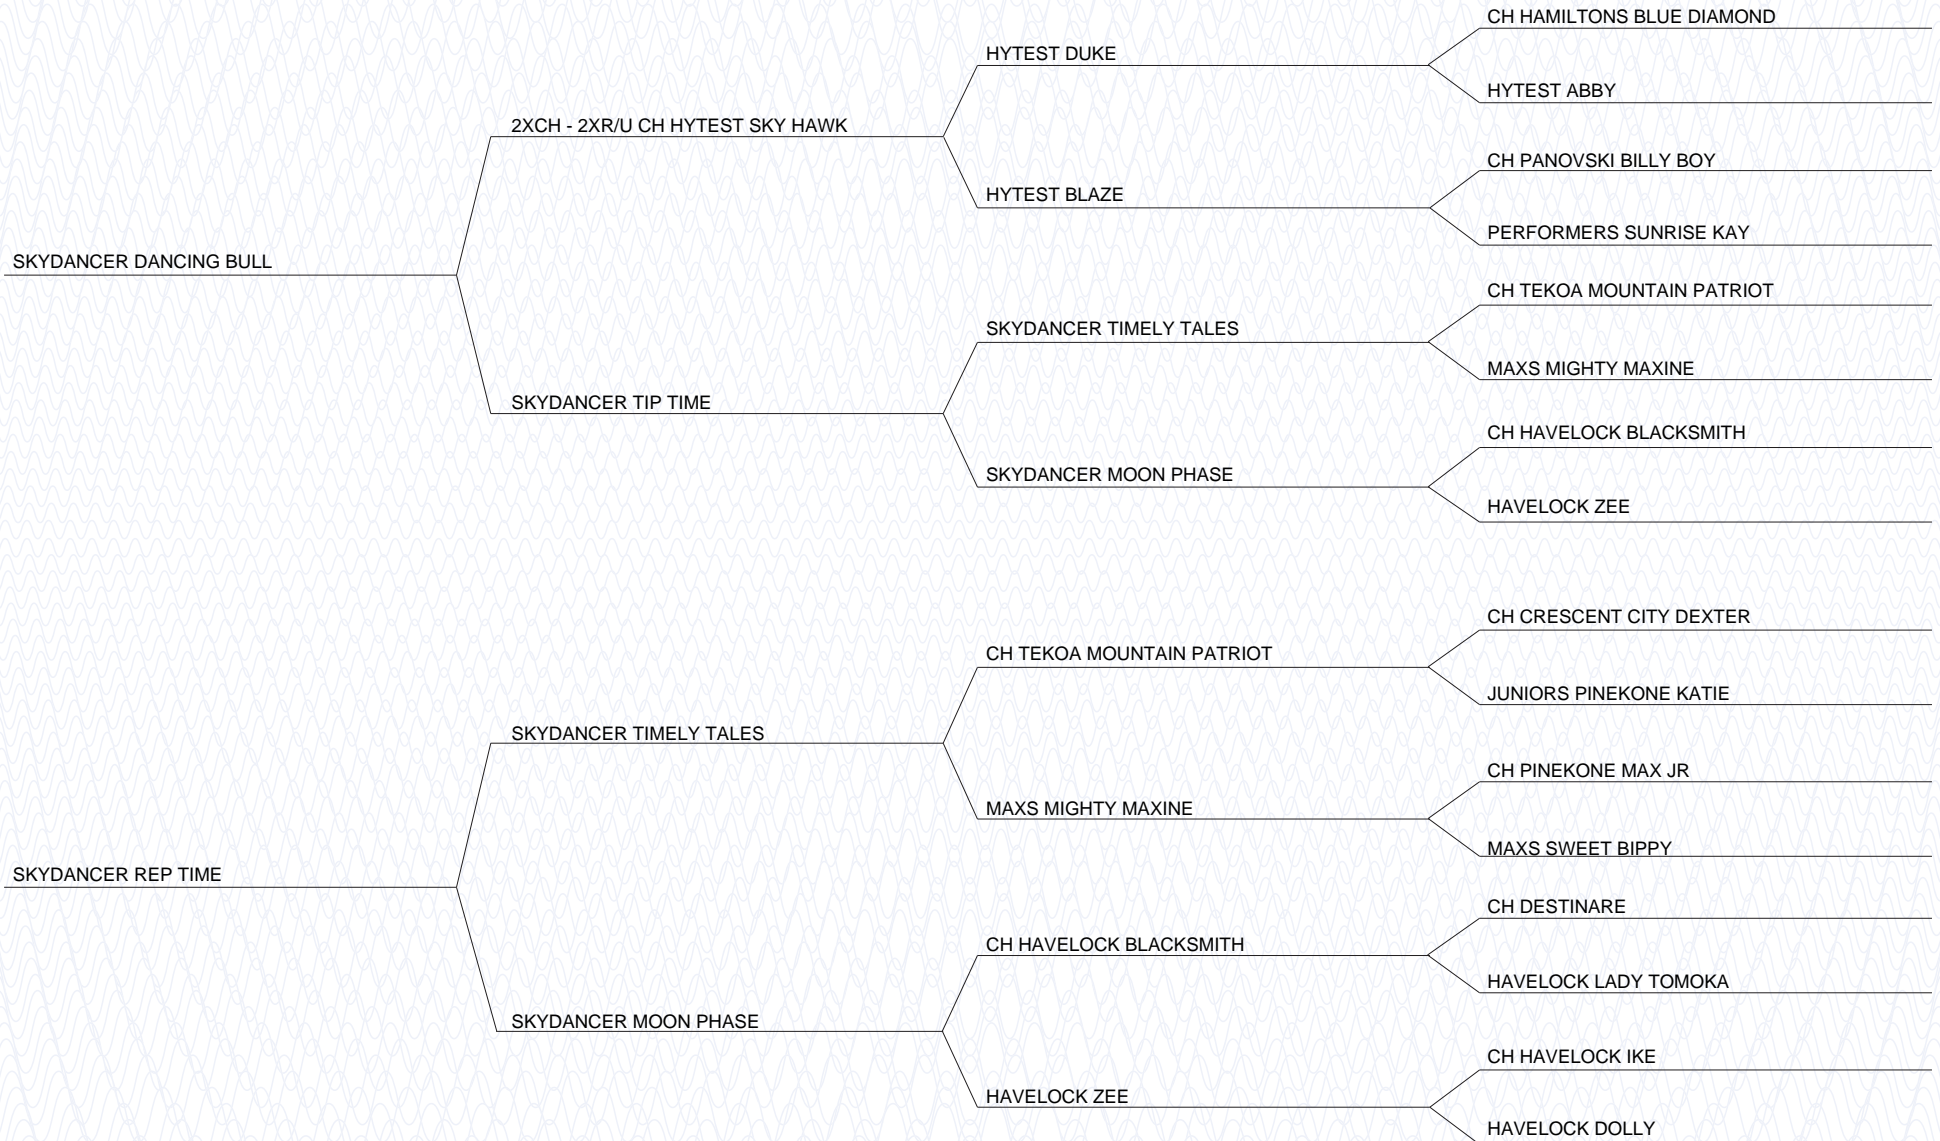 CH HAMILTONS BLUE DIAMOND
HYTEST DUKE
HYTEST ABBY
2XCH - 2XR/U CH HYTEST SKY HAWK
CH PANOVSKI BILLY BOY
HYTEST BLAZE
PERFORMERS SUNRISE KAY
SKYDANCER DANCING BULL
CH TEKOA MOUNTAIN PATRIOT
SKYDANCER TIMELY TALES
MAXS MIGHTY MAXINE
SKYDANCER TIP TIME
CH HAVELOCK BLACKSMITH
SKYDANCER MOON PHASE
HAVELOCK ZEE
CH CRESCENT CITY DEXTER
CH TEKOA MOUNTAIN PATRIOT
JUNIORS PINEKONE KATIE
SKYDANCER TIMELY TALES
CH PINEKONE MAX JR
MAXS MIGHTY MAXINE
MAXS SWEET BIPPY
SKYDANCER REP TIME
CH DESTINARE
CH HAVELOCK BLACKSMITH
HAVELOCK LADY TOMOKA
SKYDANCER MOON PHASE
CH HAVELOCK IKE
HAVELOCK ZEE
HAVELOCK DOLLY